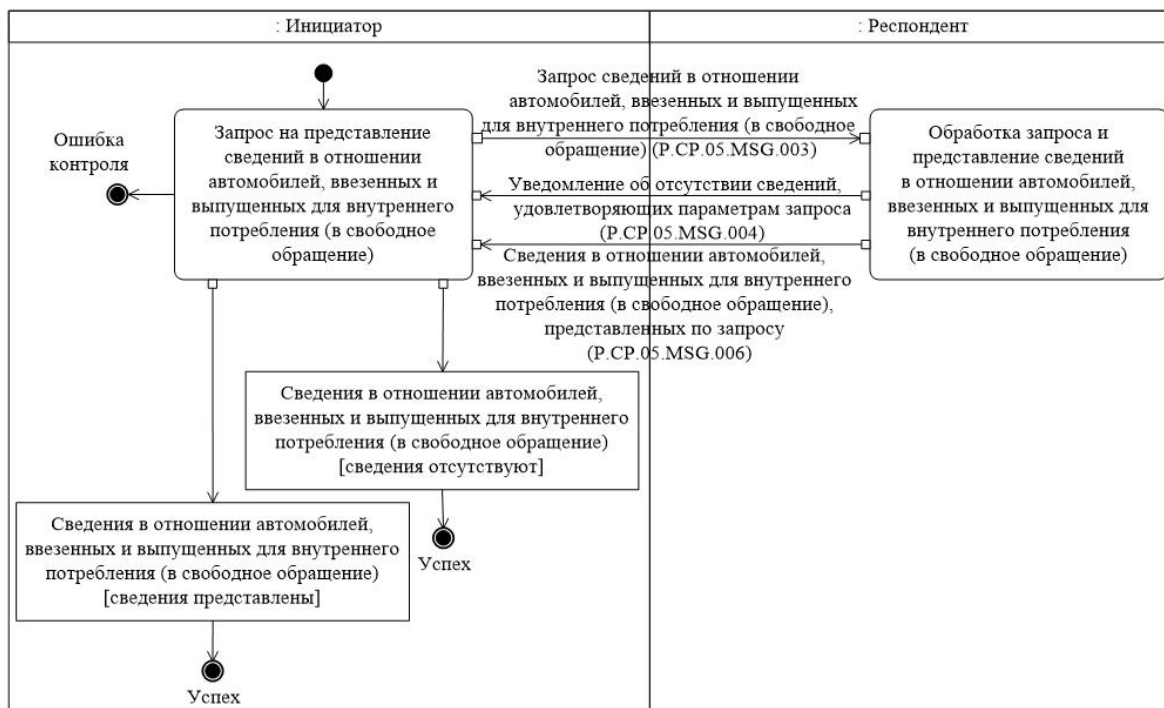 : Инициатор
: Респондент
Ошибка
контроля
Запрос на представление
сведений в отношении
автомобилей, ввезенных и
выпущенных для внутреннего
потребления (в свободное
обращение)
Запрос сведений в отношении
автомобилей, ввезенных и выпущенных
для внутреннего потребления (в свободное
обращение) (P.CP.05.MSG.003)
Уведомление об отсутствии сведений,
удовлетворяющих параметрам запроса
(P.CP.05.MSG.004)
Сведения в отношении автомобилей,
ввезенных и выпущенных для внутреннего
потребления (в свободное обращение),
представленных по запросу
(P.CP.05.MSG.006)
Обработка запроса и
представление сведений
в отношении автомобилей,
ввезенных и выпущенных для
внутреннего потребления
(в свободное обращение)
Сведения в отношении автомобилей,
ввезенных и выпущенных для внутреннего
потребления (в свободное обращение)
[сведения отсутствуют]
Успех
Сведения в отношении автомобилей,
ввезенных и выпущенных для внутреннего
потребления (в свободное обращение)
[сведения представлены]
Успех